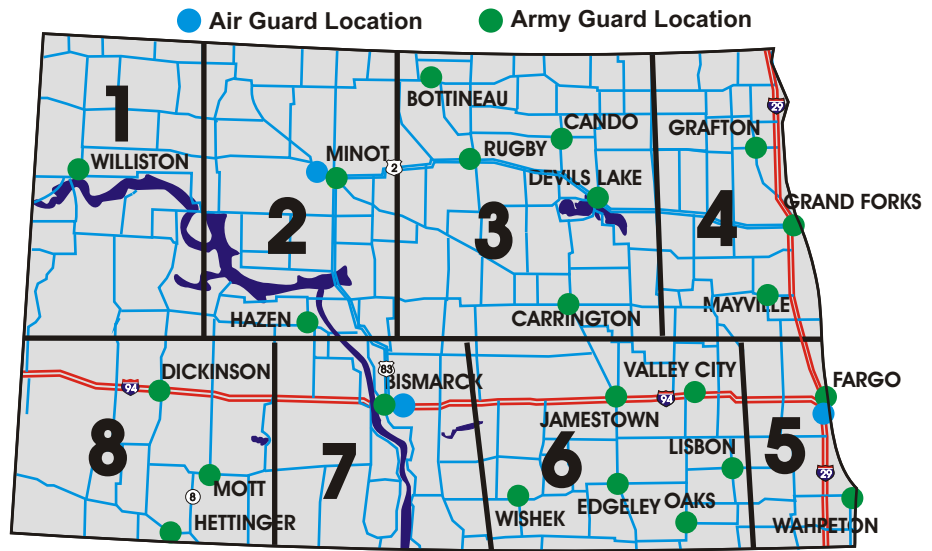 Air Guard Location
Army Guard Location
1
WILLISTON
2
MINOT
2
HAZEN
3
BOTTINEAU
CANDO
RUGBY
DEVILS LAKE
CARRINGTON
4
29
GRAFTON
GRAND FORKS
MAYVILLE
8
94
DICKINSON
MOTT
8
HETTINGER
7
83
BISMARCK
6
VALLEY CITY
94
JAMESTOWN
LISBON
EDGELEY
OAKS
WISHEK
5
FARGO
29
WAHPETON